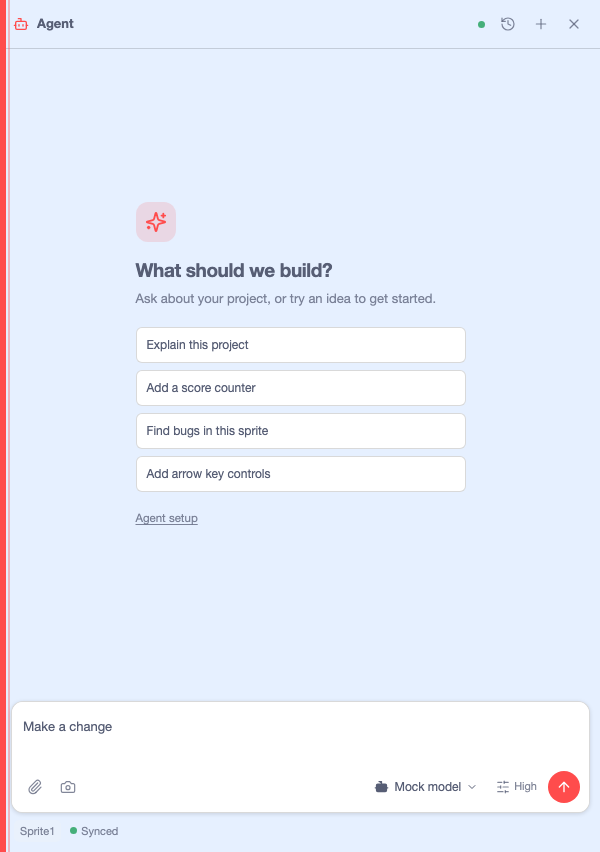 Agent
What should we build?
Ask about your project, or try an idea to get started.
Explain this project
Add a score counter
Find bugs in this sprite
Add arrow key controls
Agent setup
Make a change
Mock model
High
Sprite1
Synced